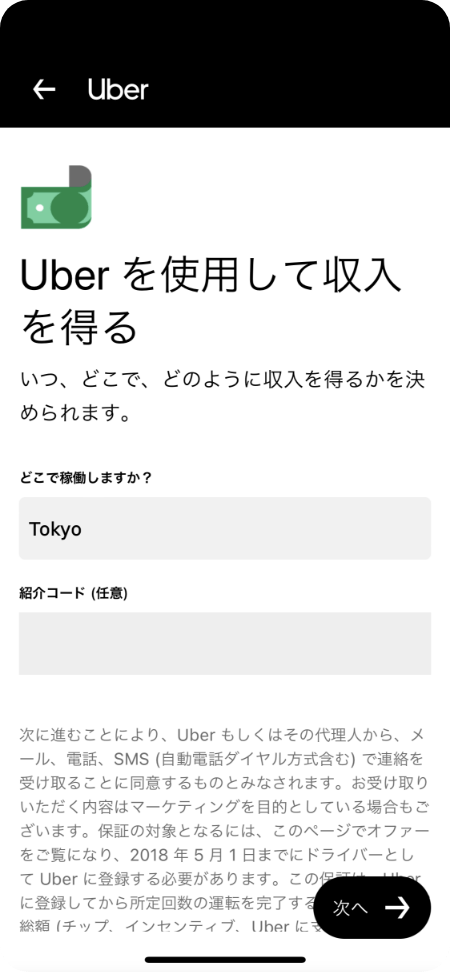 Uber
Uber を使用して収入
を得る
いつ、どこで、どのように収入を得るかを決
められます。
どこで稼働しますか？
Tokyo
紹介コード (任意)
次に進むことにより、Uber もしくはその代理人から、メ
ール、電話、SMS (自動電話ダイヤル方式含む) で連絡を
受け取ることに同意するものとみなされます。お受け取り
いただく内容はマーケティングを目的としている場合もご
ざいます。保証の対象となるには、このページでオファー
をご覧になり、2018 年 5 月 1 日までにドライバーとし
て Uber に登録する必要があります。この保証は、Uber
に登録してから所定回数の運転を完了する
総額 (チップ、インセンティブ、Uber に支
次へ